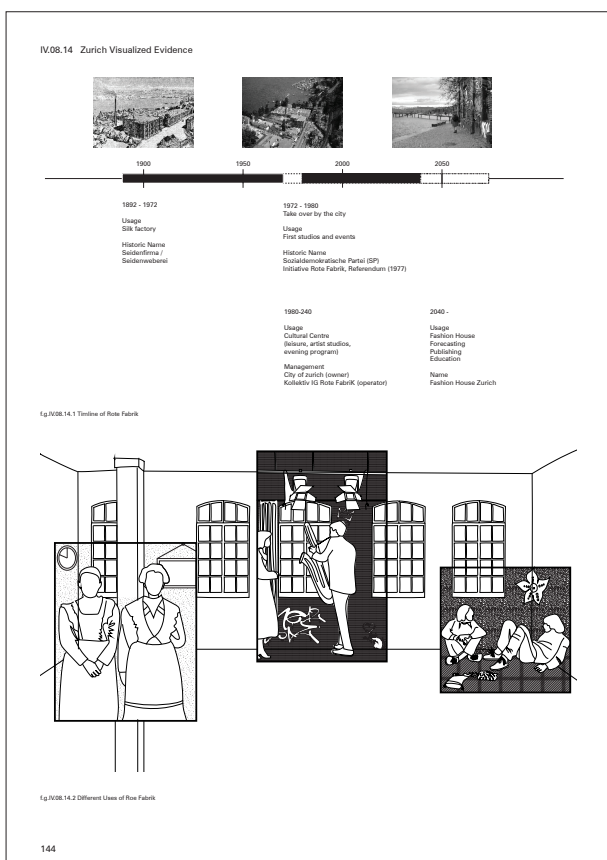 IV.08.14 Zurich Visualized Evidence
1900
1950
2000
2050
1892 - 1972
Usage
Silk factory
Historic Name
Seidenfirma /
Seidenweberei
1972 - 1980
Take over by the city
Usage
First studios and events
Historic Name
Sozialdemokratische Partei (SP)
Initiative Rote Fabrik, Referendum (1977)
1980-240
Usage
Cultural Centre
(leisure, artist studios,
evening program)
Management
City of zurich (owner)
Kollektiv IG Rote FabriK (operator)
2040 -
Usage
Fashion House
Forecasting
Publishing
Education
Name
Fashion House Zurich
f.g.IV.08.14.1 Timline of Rote Fabrik
f.g.IV.08.14.2 Different Uses of Roe Fabrik
144